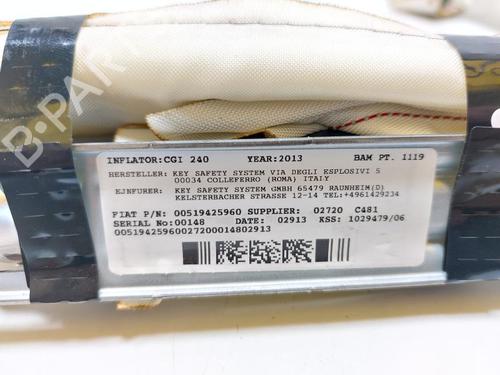 B-PARTS
INFLATOR:CGI 240 YEAR:2013 BAM PT. 1119
HERSTELLER: KEY SAFETY SYSTEM VIA DEGLI ESPLOSIVI 5
00034 COLLEFERRO (ROMA) ITALY
EJNFURER: KEY SAFETY SYSTEM GMBH 65479 RAUNHEIM(D)
KELSTERBACHER STRASSE 12-14 TEL:+4961429234
FIAT P/N: 00519425960 SUPPLIER: 02720 C481
SERIAL No:00148 DATE: 02913 KSS: 1029479/06
00519425960027200014802913